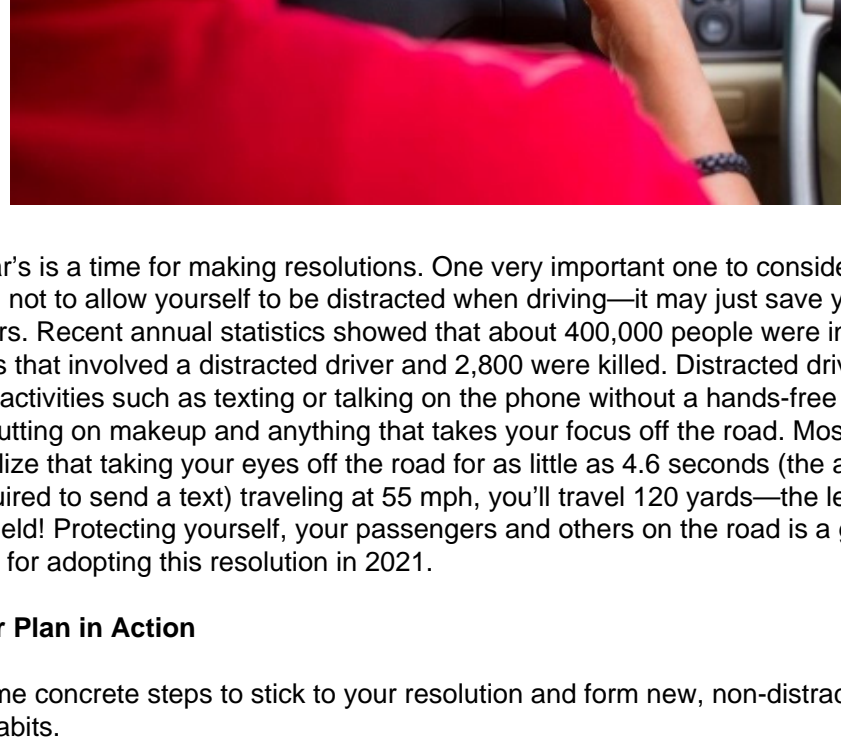 ar’s is a time for making resolutions. One very important one to conside
not to allow yourself to be distracted when driving—it may just save y
rs. Recent annual statistics showed that about 400,000 people were in
s that involved a distracted driver and 2,800 were killed. Distracted driv
activities such as texting or talking on the phone without a hands-free
utting on makeup and anything that takes your focus off the road. Mos
lize that taking your eyes off the road for as little as 4.6 seconds (the a
uired to send a text) traveling at 55 mph, you’ll travel 120 yards—the le
eld! Protecting yourself, your passengers and others on the road is a g
for adopting this resolution in 2021.
r Plan in Action
me concrete steps to stick to your resolution and form new, non-distrac
abits.